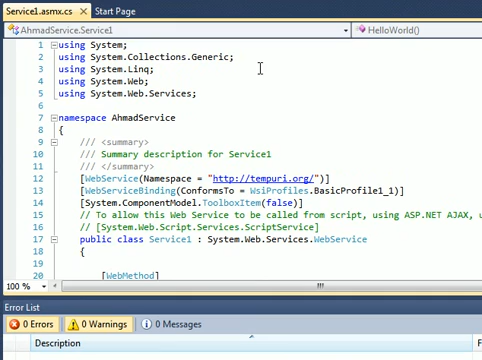 Service1.asmx.cs × Start Page
AhmadService.Service1 HelloWorld()
1 using System;
2 using System.Collections.Generic;
3 using System.Linq;
4 using System.Web;
5 using System.Web.Services;
6
7 namespace AhmadService
8 {
9 /// <summary>
10 /// Summary description for Service1
11 /// </summary>
12 [WebService(Namespace = "http://tempuri.org/")]
13 [WebServiceBinding(ConformsTo = WsiProfiles.BasicProfile1_1)]
14 [System.ComponentModel.ToolboxItem(false)]
15 // To allow this Web Service to be called from script, using ASP.NET AJAX, u
16 // [System.Web.Script.Services.ScriptService]
17 public class Service1 : System.Web.Services.WebService
18 {
19
20 [WebMethod]
100 %
Error List
0 Errors 0 Warnings 0 Messages
Description F